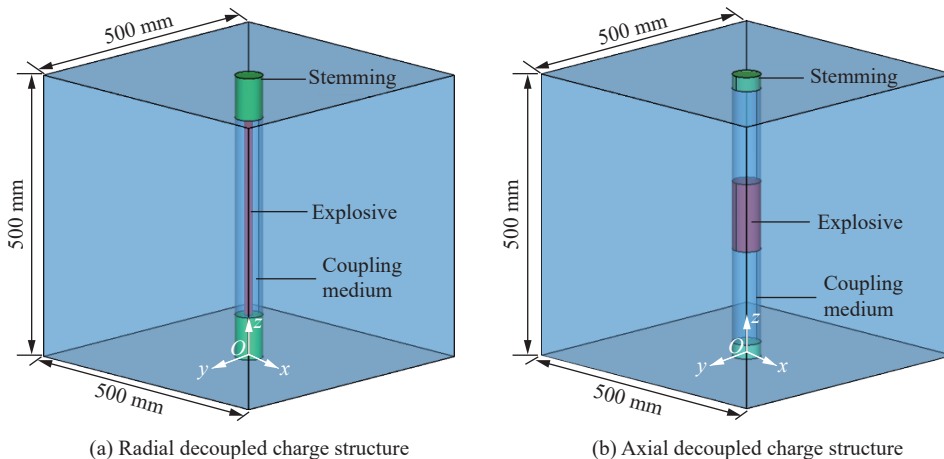 500 mm
Stemming
500 mm
Explosive
Coupling
medium
z
O
y
x
500 mm
(a) Radial decoupled charge structure
500 mm
Stemming
500 mm
Explosive
Coupling
medium
z
O
y
x
500 mm
(b) Axial decoupled charge structure